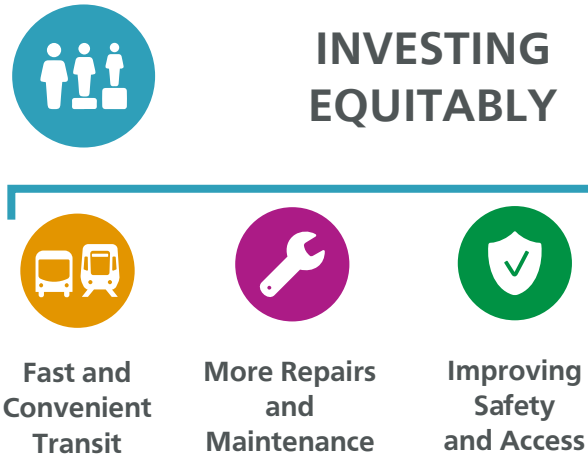 INVESTING
EQUITABLY
Fast and
Convenient
Transit
More Repairs
and
Maintenance
Improving
Safety
and Access